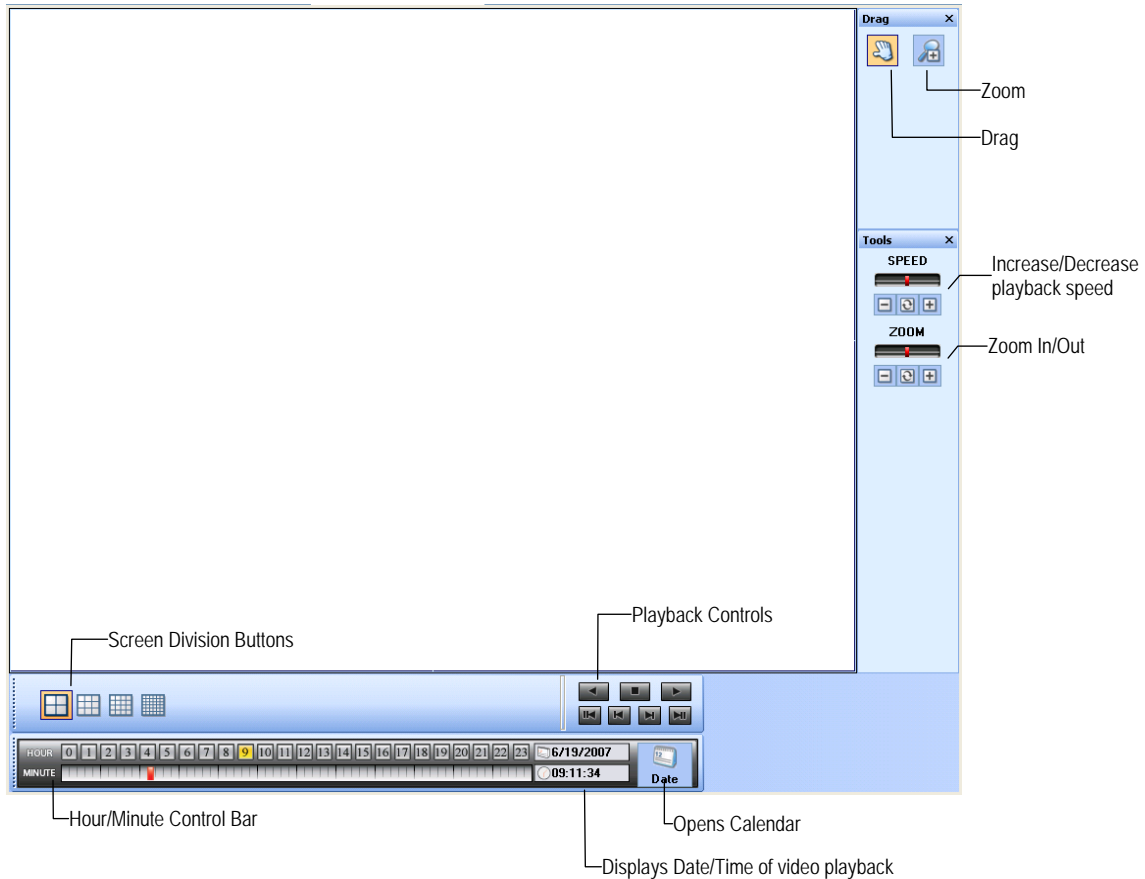 Drag
Zoom
Drag
Tools
SPEED
Increase/Decrease
playback speed
ZOOM
Zoom In/Out
Playback Controls
Screen Division Buttons
HOUR 0 1 2 3 4 5 6 7 8 9 10 11 12 13 14 15 16 17 18 19 20 21 22 23 6/19/2007
MINUTE 09:11:34
12
Date
Hour/Minute Control Bar
Opens Calendar
Displays Date/Time of video playback